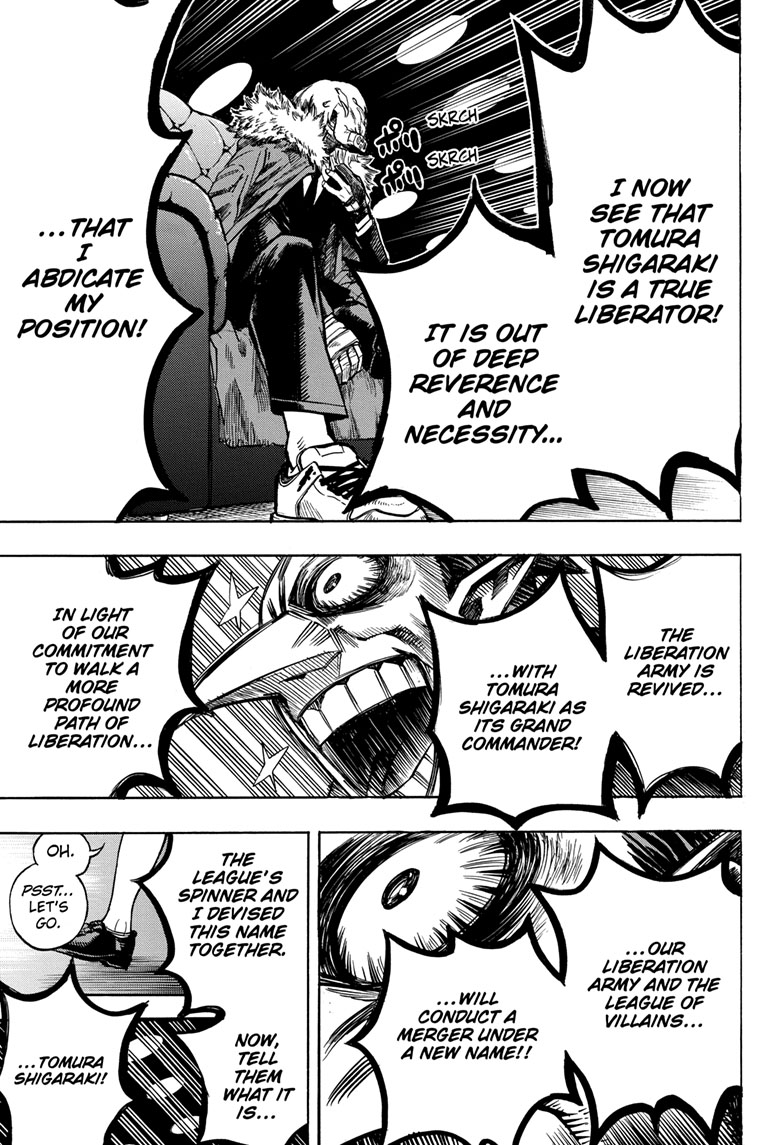 I NOW
SEE THAT
TOMURA
SHIGARAKI
IS A TRUE
LIBERATOR!
SKRCH
ポリ
SKRCH
ポリ
IT IS OUT
OF DEEP
REVERENCE
AND
NECESSITY...
...THAT
I
ABDICATE
MY
POSITION!
THE
LIBERATION
ARMY IS
REVIVED...
...WITH
TOMURA
SHIGARAKI AS
ITS GRAND
COMMANDER!
IN LIGHT
OF OUR
COMMITMENT
TO WALK A
MORE
PROFOUND
PATH OF
LIBERATION...
...OUR
LIBERATION
ARMY AND THE
LEAGUE OF
VILLAINS...
...WILL
CONDUCT A
MERGER UNDER
A NEW NAME!!
THE
LEAGUE'S
SPINNER AND
I DEVISED
THIS NAME
TOGETHER.
OH.
PSST...
LET'S
GO.
NOW,
TELL
THEM
WHAT IT
IS...
...TOMURA
SHIGARAKI!